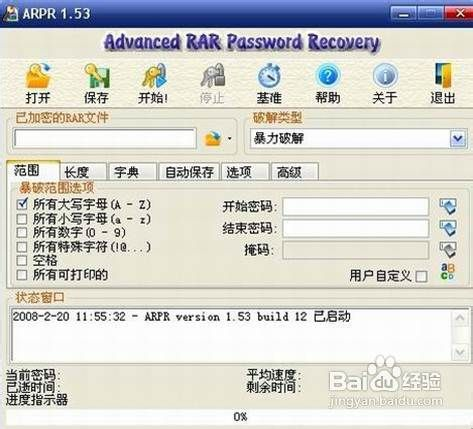 ARPR 1.53
Advanced RAR Password Recovery
打开 保存 开始! 停止 基准 帮助 关于 退出
已加密的RAR文件
破解类型
暴力破解
范围 长度 字典 自动保存 选项 高级
暴破范围选项
所有大写字母(A - Z)
所有小写字母(a - z)
所有数字(0 - 9)
所有特殊字符(!@...)
空格
所有可打印的
开始密码:
结束密码:
掩码:
用户自定义
状态窗口
2008-2-20 11:55:32 - ARPR version 1.53 build 12 已启动
当前密码:
平均速度:
已逝时间:
剩余时间:
进度指示器
0%
Baidu经验
jingyan.baidu.com